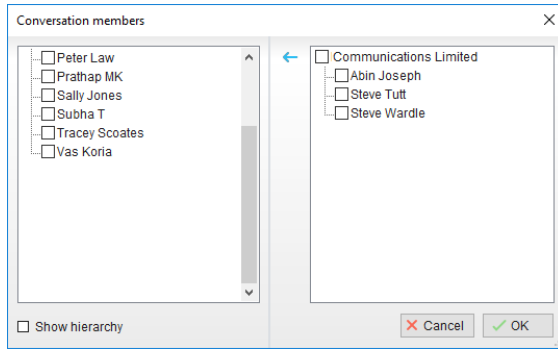 Conversation members
Peter Law
Prathap MK
Sally Jones
Subha T
Tracey Scoates
Vas Koria
Communications Limited
Abin Joseph
Steve Tutt
Steve Wardle
Show hierarchy
Cancel
OK